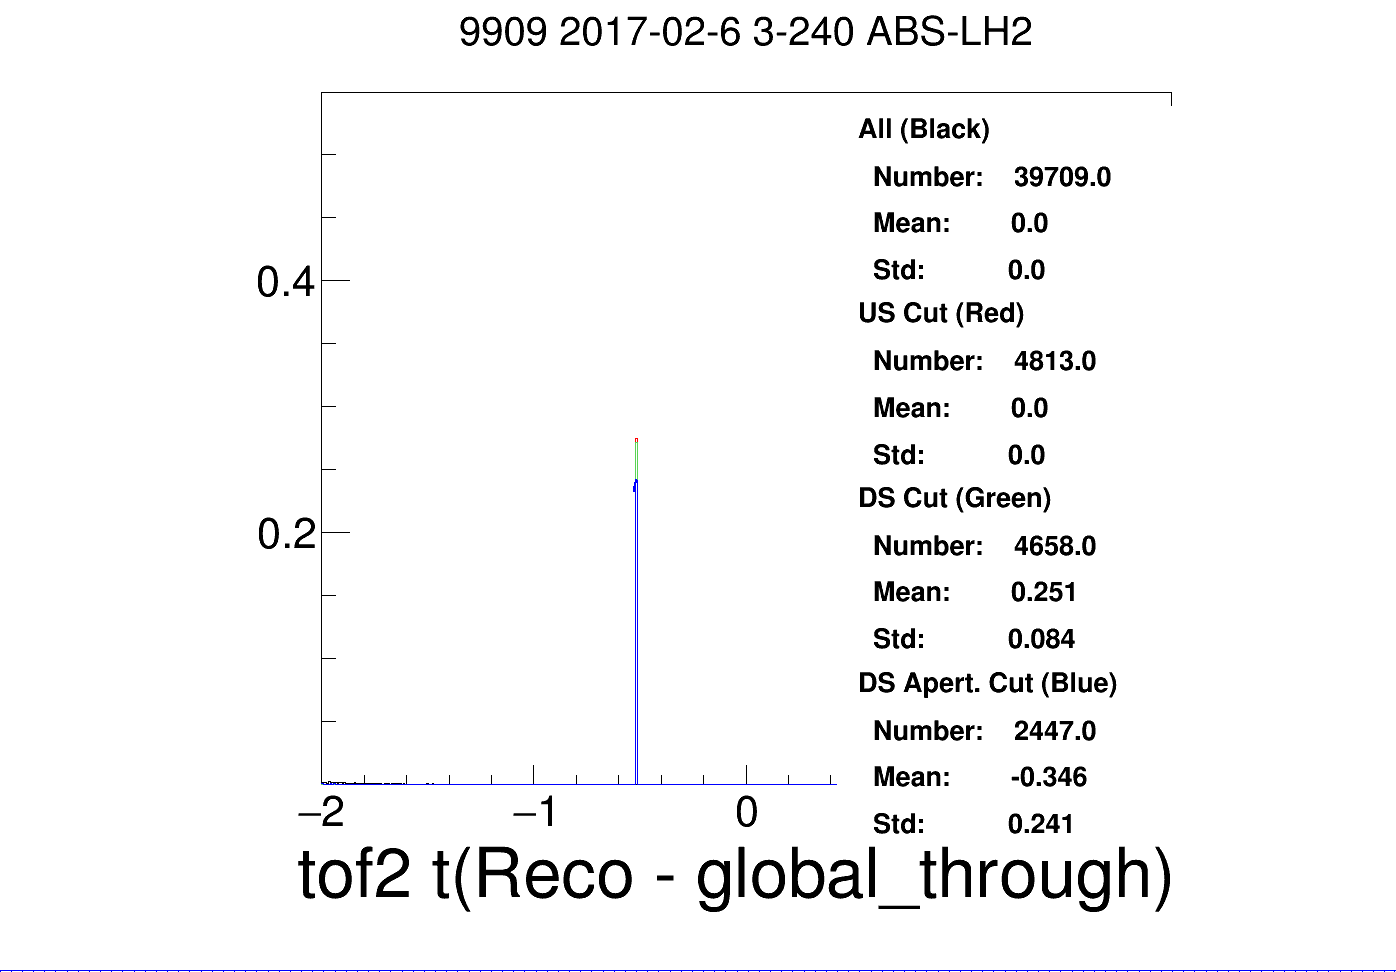 9909 2017-02-6 3-240 ABS-LH2
All (Black)
Number: 39709.0
Mean: 0.0
Std: 0.0
US Cut (Red)
Number: 4813.0
Mean: 0.0
Std: 0.0
DS Cut (Green)
Number: 4658.0
Mean: 0.251
Std: 0.084
DS Apert. Cut (Blue)
Number: 2447.0
Mean: -0.346
Std: 0.241
0.4
0.2
−2 −1 0
tof2 t(Reco - global_through)